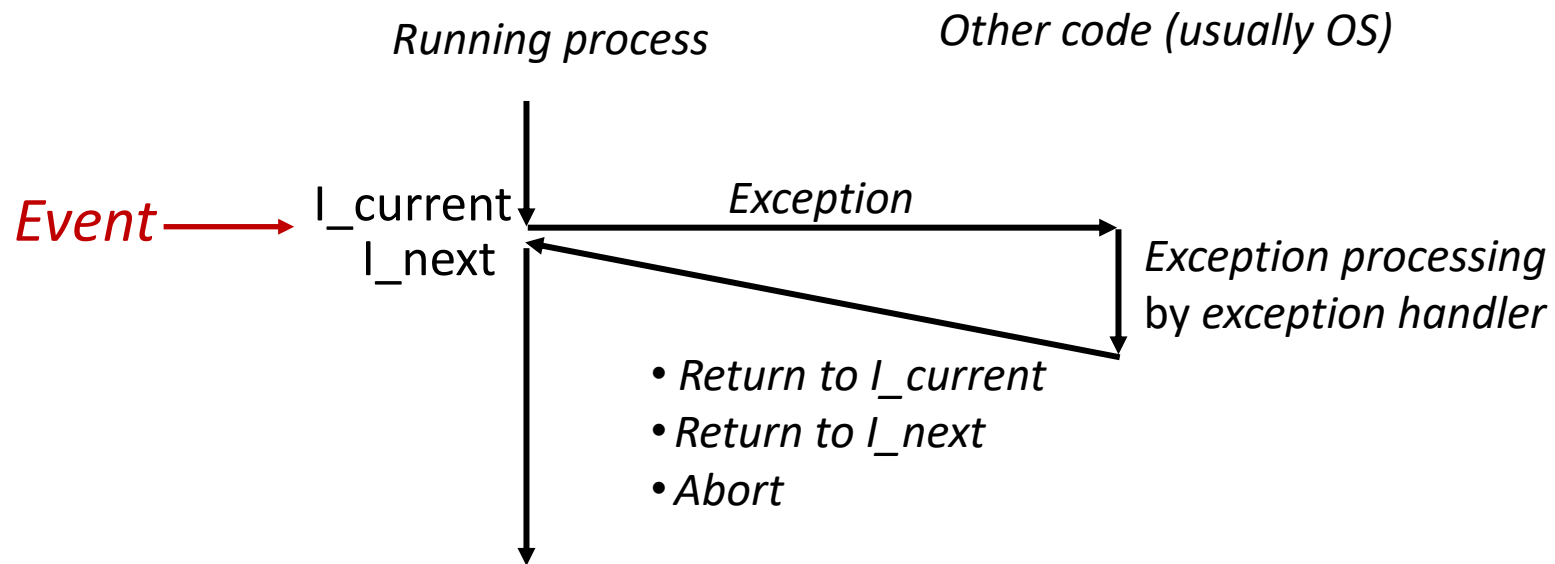 Running process
Other code (usually OS)
Event
I_current
I_next
Exception
Exception processing
by exception handler
• Return to I_current
• Return to I_next
• Abort